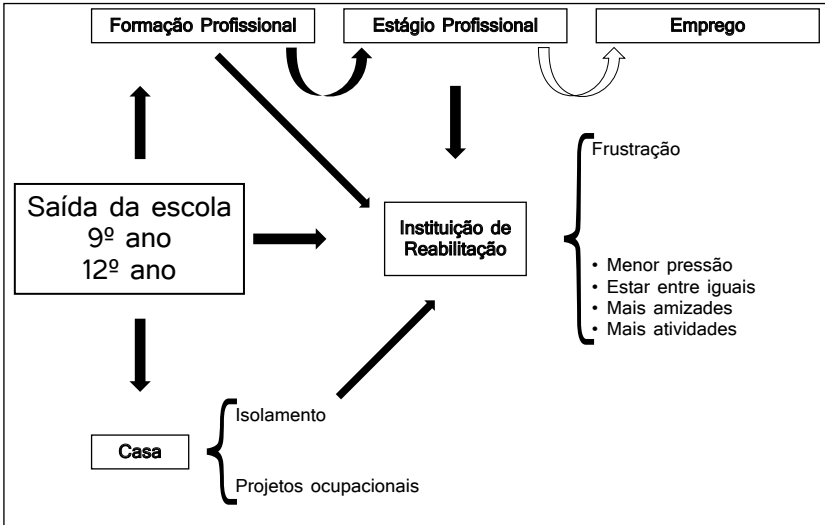 Formação Profissional
Estágio Profissional
Emprego
Frustração
Saída da escola
9º ano
12º ano
Instituição de
Reabilitação
• Menor pressão
• Estar entre iguais
• Mais amizades
• Mais atividades
Isolamento
Casa
Projetos ocupacionais